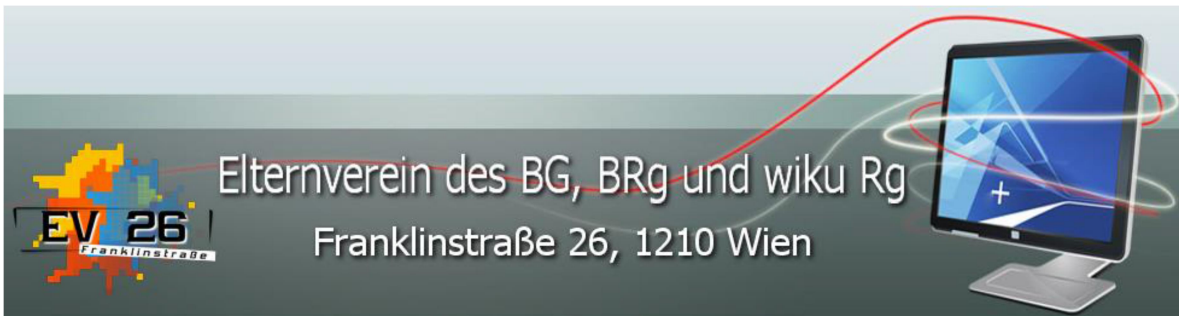 Elternverein des BG, BRg und wiku Rg
Franklinstraße 26, 1210 Wien
EV 26
Franklinstraße